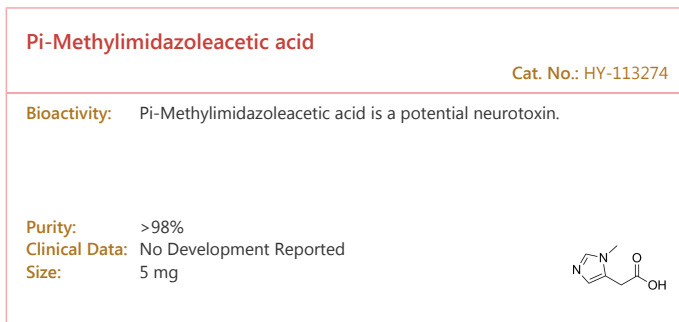 Pi-Methylimidazoleacetic acid
Cat. No.: HY-113274
Bioactivity: Pi-Methylimidazoleacetic acid is a potential neurotoxin.
Purity: >98%
Clinical Data: No Development Reported
Size: 5 mg
N
N
O
OH